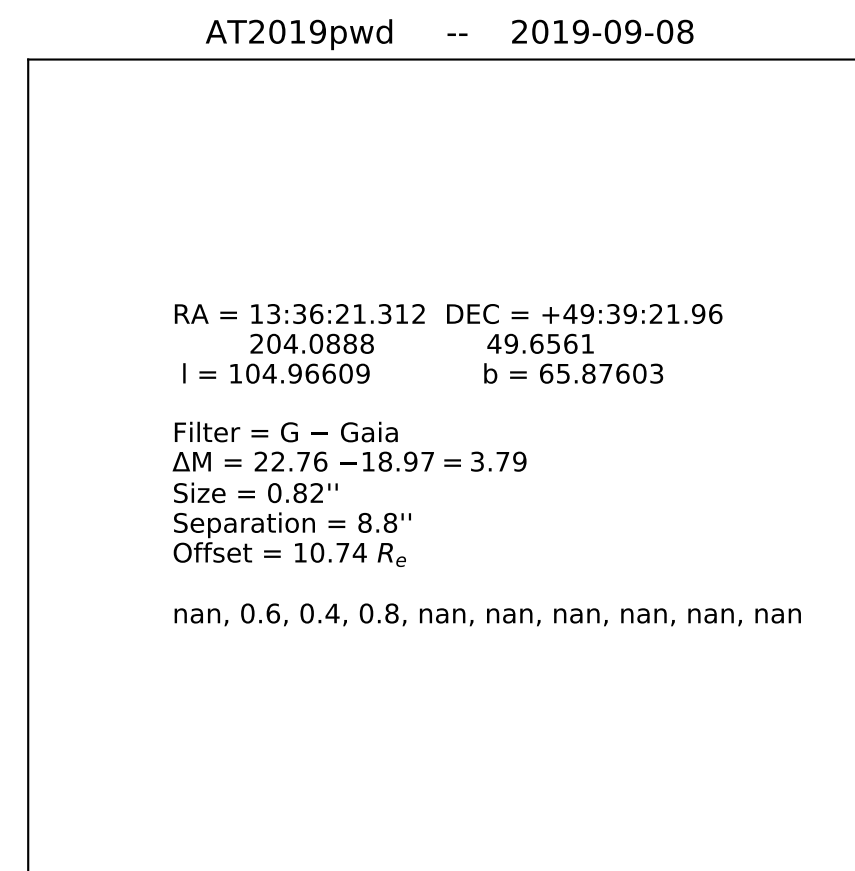 AT2019pwd -- 2019-09-08
RA = 13:36:21.312 DEC = +49:39:21.96
204.0888 49.6561
l = 104.96609 b = 65.87603
Filter = G − Gaia
ΔM = 22.76 −18.97 = 3.79
Size = 0.82''
Separation = 8.8''
Offset = 10.74 Rₑ
nan, 0.6, 0.4, 0.8, nan, nan, nan, nan, nan, nan